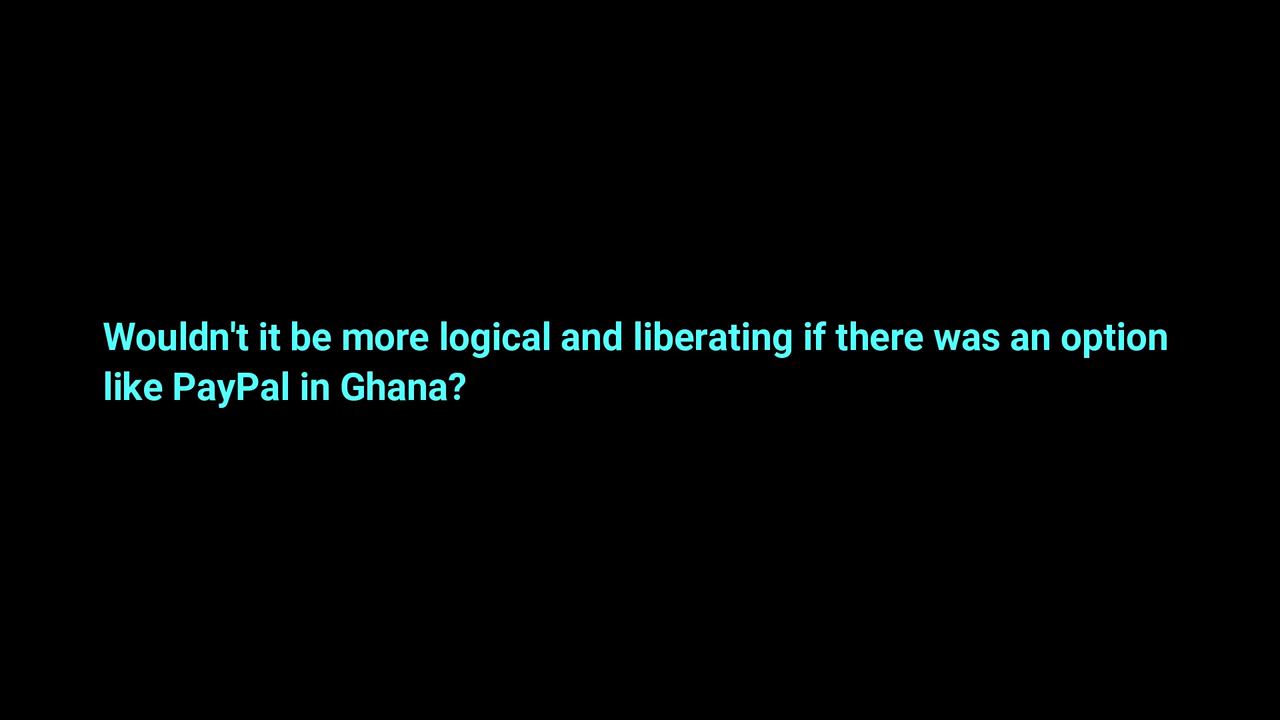 Wouldn't it be more logical and liberating if there was an option
like PayPal in Ghana?